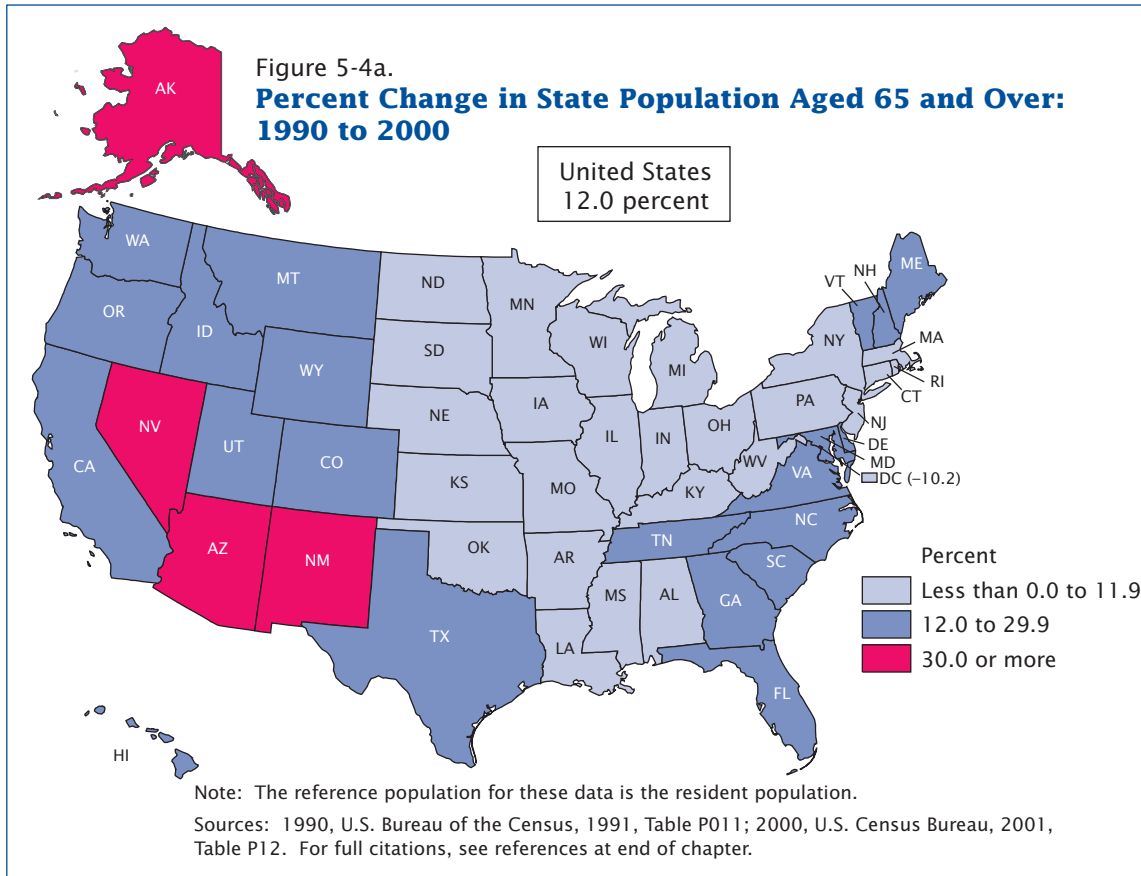 Figure 5-4a.
Percent Change in State Population Aged 65 and Over:
1990 to 2000
United States
12.0 percent
AK
WA
MT
ND
MN
OR
ID
WY
SD
WI
MI
NY
VT
NH
ME
MA
RI
CT
NJ
PA
DE
MD
DC (–10.2)
NV
UT
CO
NE
IA
IL
IN
OH
WV
VA
CA
KS
MO
KY
NC
TN
AZ
NM
OK
AR
SC
MS
AL
GA
TX
LA
FL
HI
Percent
Less than 0.0 to 11.9
12.0 to 29.9
30.0 or more
Note: The reference population for these data is the resident population.
Sources: 1990, U.S. Bureau of the Census, 1991, Table P011; 2000, U.S. Census Bureau, 2001,
Table P12. For full citations, see references at end of chapter.